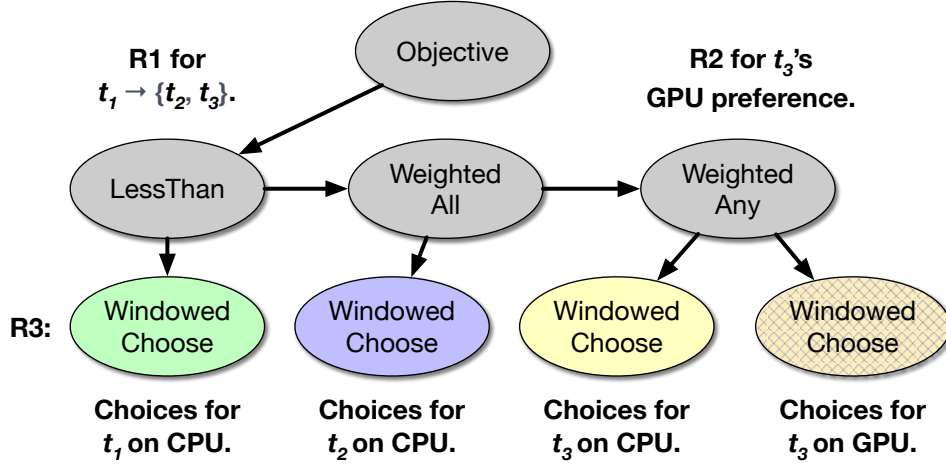 Objective
R1 for
t₁ → {t₂, t₃}.
R2 for t₃’s
GPU preference.
LessThan
Weighted
All
Weighted
Any
R3:
Windowed
Choose
Windowed
Choose
Windowed
Choose
Windowed
Choose
Choices for
t₁ on CPU.
Choices for
t₂ on CPU.
Choices for
t₃ on CPU.
Choices for
t₃ on GPU.